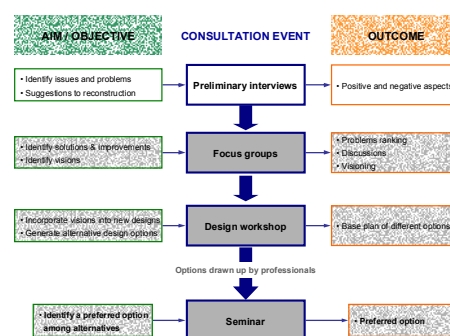 AIM / OBJECTIVE CONSULTATION EVENT OUTCOME
• Identify issues and problems
• Suggestions to reconstruction
Preliminary interviews
• Positive and negative aspects
• Identify solutions & improvements
• Identify visions
Focus groups
• Problems ranking
• Discussions
• Visioning
• Incorporate visions into new designs
• Generate alternative design options
Design workshop
• Base plan of different options
Options drawn up by professionals
• Identify a preferred option
among alternatives
Seminar
• Preferred option